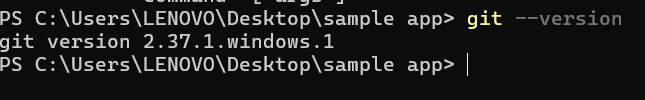 PS C:\Users\LENOVO\Desktop\sample app> git --version
git version 2.37.1.windows.1
PS C:\Users\LENOVO\Desktop\sample app>